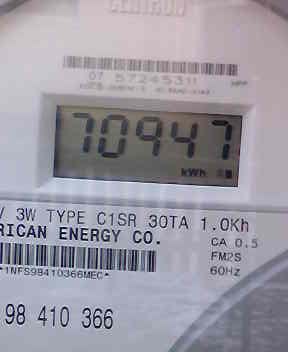 CENTRON
07 57245311
70947
kWh
V 3W TYPE C1SR 30TA 1.0Kh
RICAN ENERGY CO.
CA 0.5
FM2S
*1NFS98410366MEC*
60Hz
98 410 366